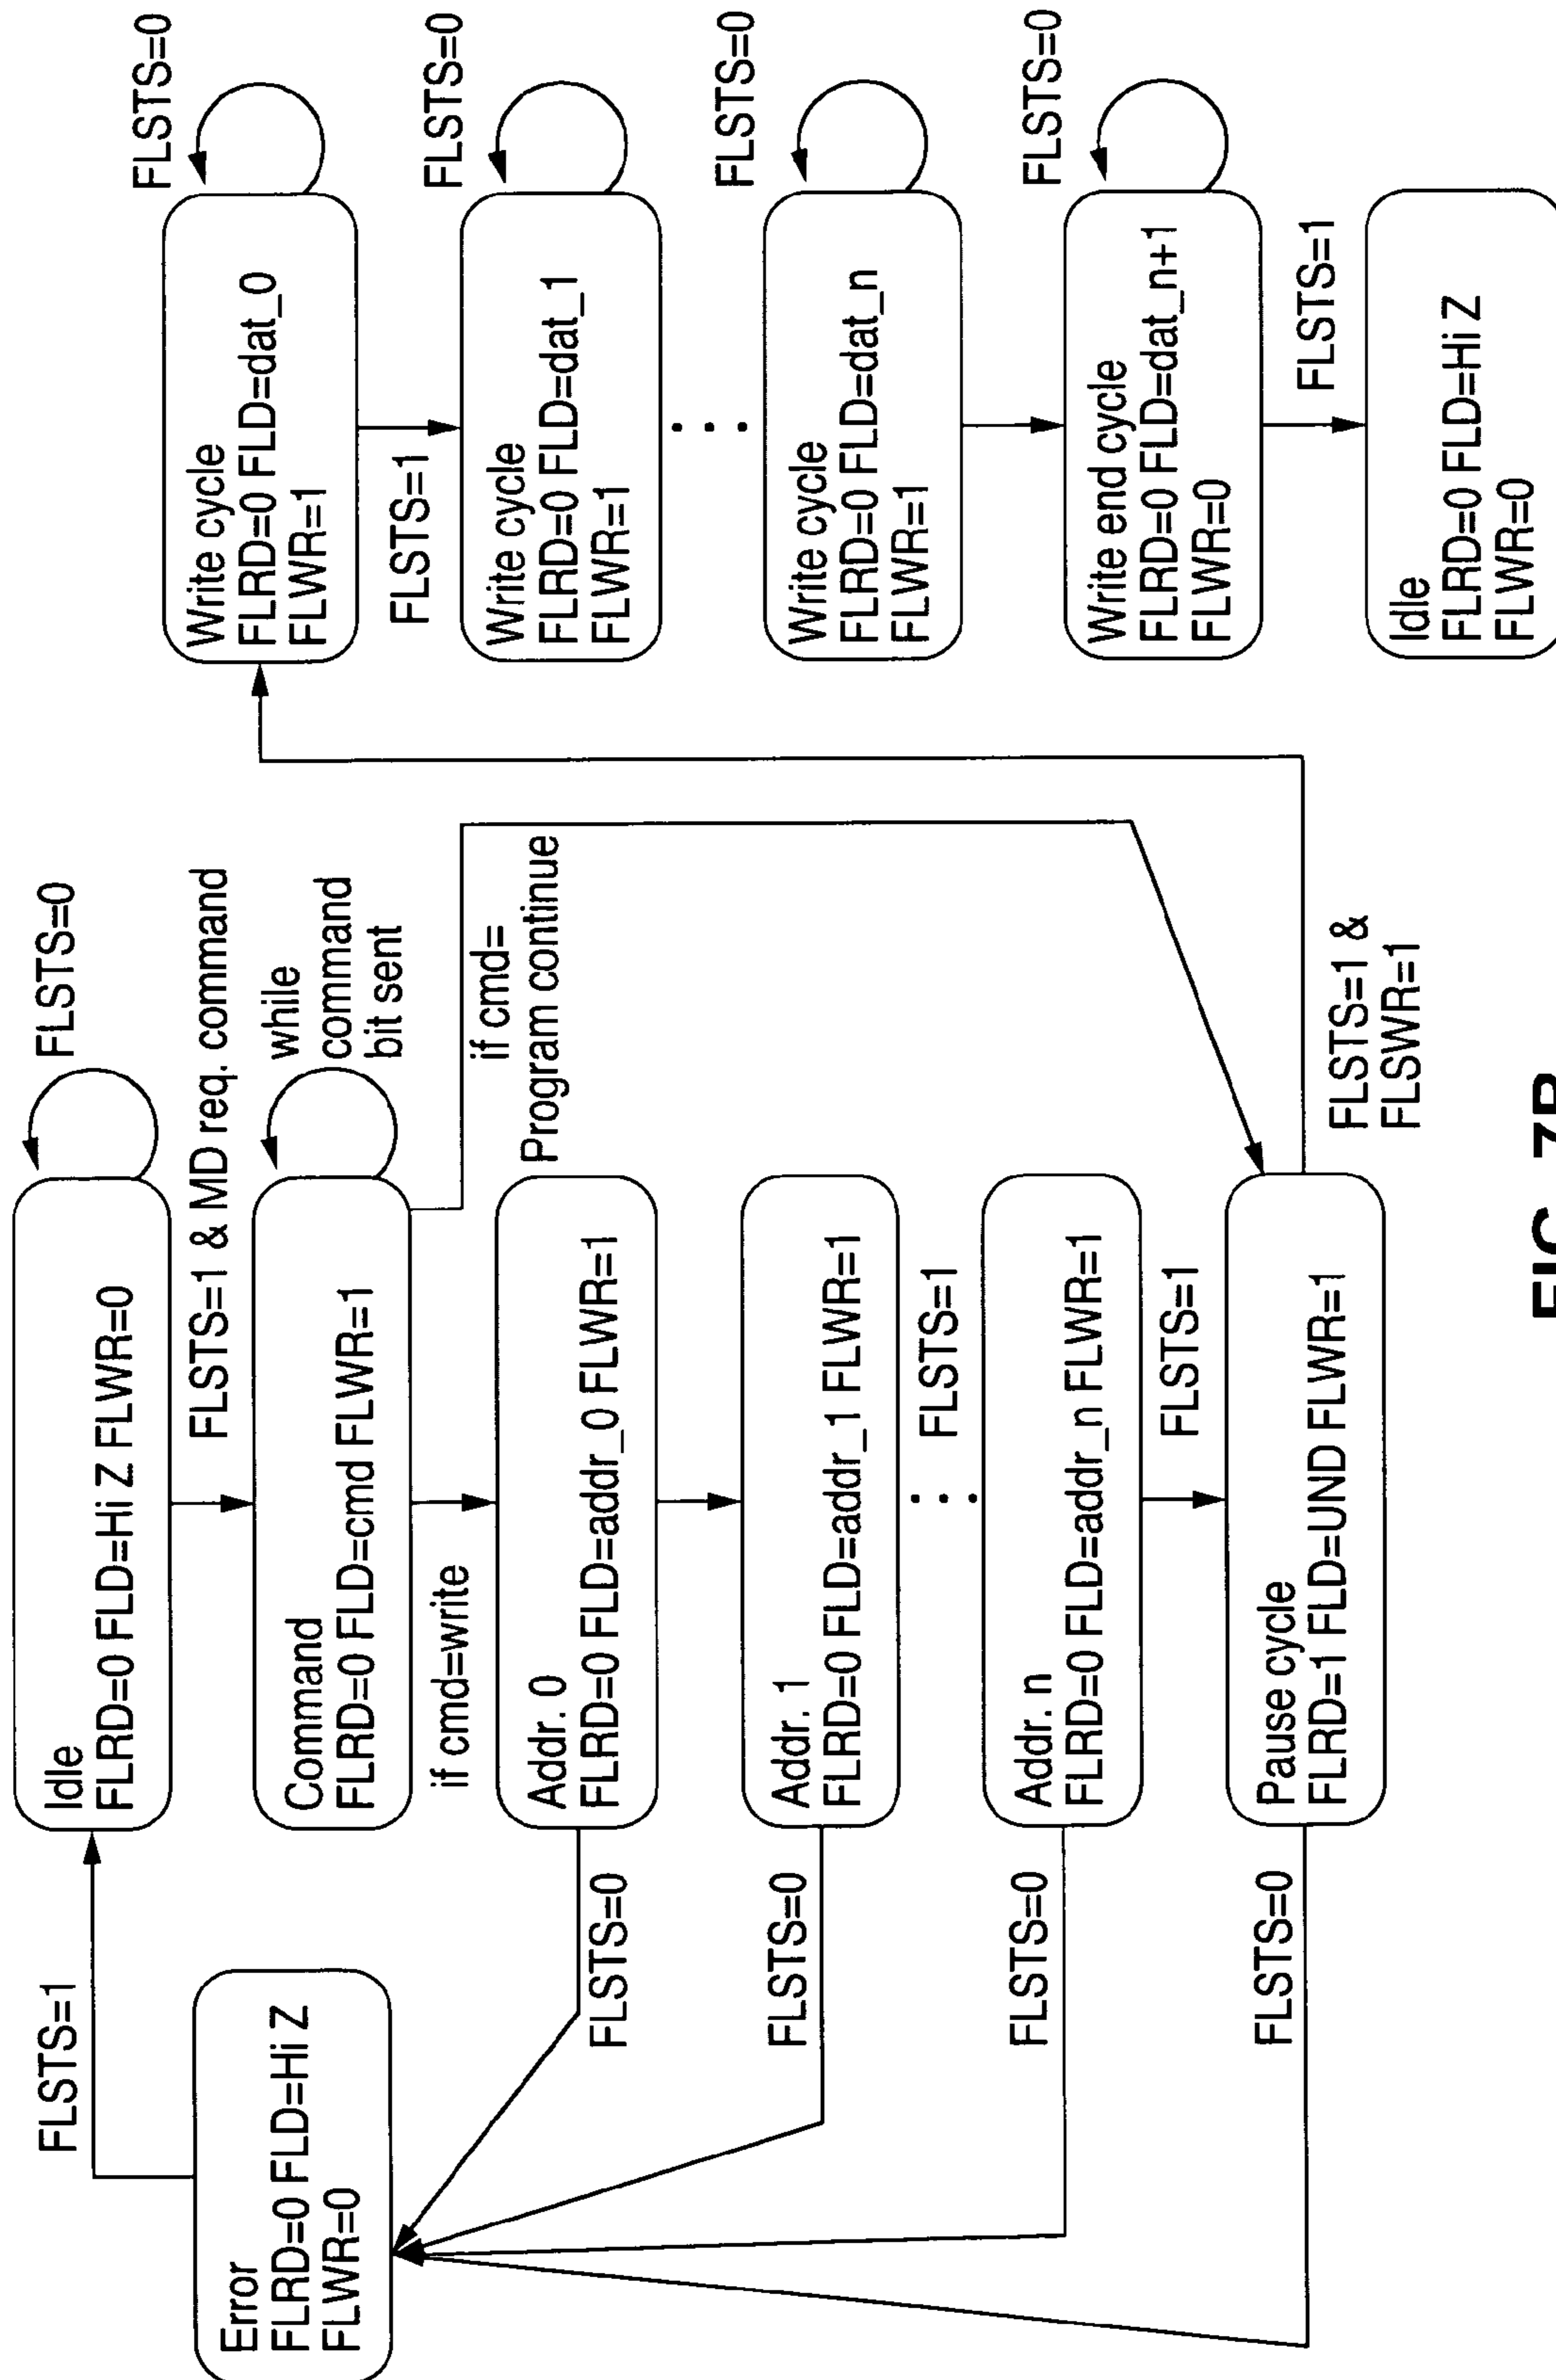 FLSTS=1
Error
FLRD=0 FLD=Hi Z
FLWR=0
Idle
FLRD=0 FLD=Hi Z FLWR=0
FLSTS=0
FLSTS=1 & MD req. command
Command
FLRD=0 FLD=cmd FLWR=1
while
command
bit sent
if cmd=write
if cmd=
Program continue
Addr. 0
FLRD=0 FLD=addr_0 FLWR=1
FLSTS=0
Addr. 1
FLRD=0 FLD=addr_1 FLWR=1
FLSTS=0
FLSTS=1
Addr. n
FLRD=0 FLD=addr_n FLWR=1
FLSTS=0
FLSTS=1
Pause cycle
FLRD=1 FLD=UND FLWR=1
FLSTS=0
FLSTS=1 &
FLSWR=1
Write cycle
FLRD=0 FLD=dat_0
FLWR=1
FLSTS=0
FLSTS=1
Write cycle
FLRD=0 FLD=dat_1
FLWR=1
FLSTS=0
Write cycle
FLRD=0 FLD=dat_n
FLWR=1
FLSTS=0
Write end cycle
FLRD=0 FLD=dat_n+1
FLWR=0
FLSTS=0
FLSTS=1
Idle
FLRD=0 FLD=Hi Z
FLWR=0